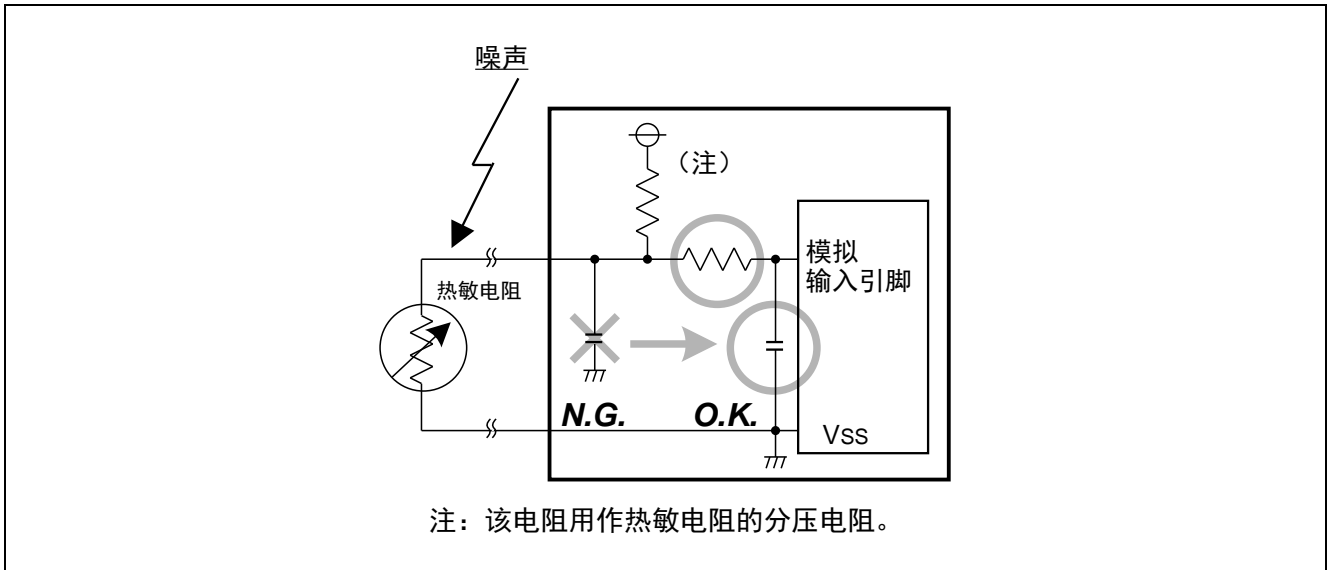 噪声
（注）
模拟
输入引脚
热敏电阻
N.G.
O.K.
VSS
注：该电阻用作热敏电阻的分压电阻。